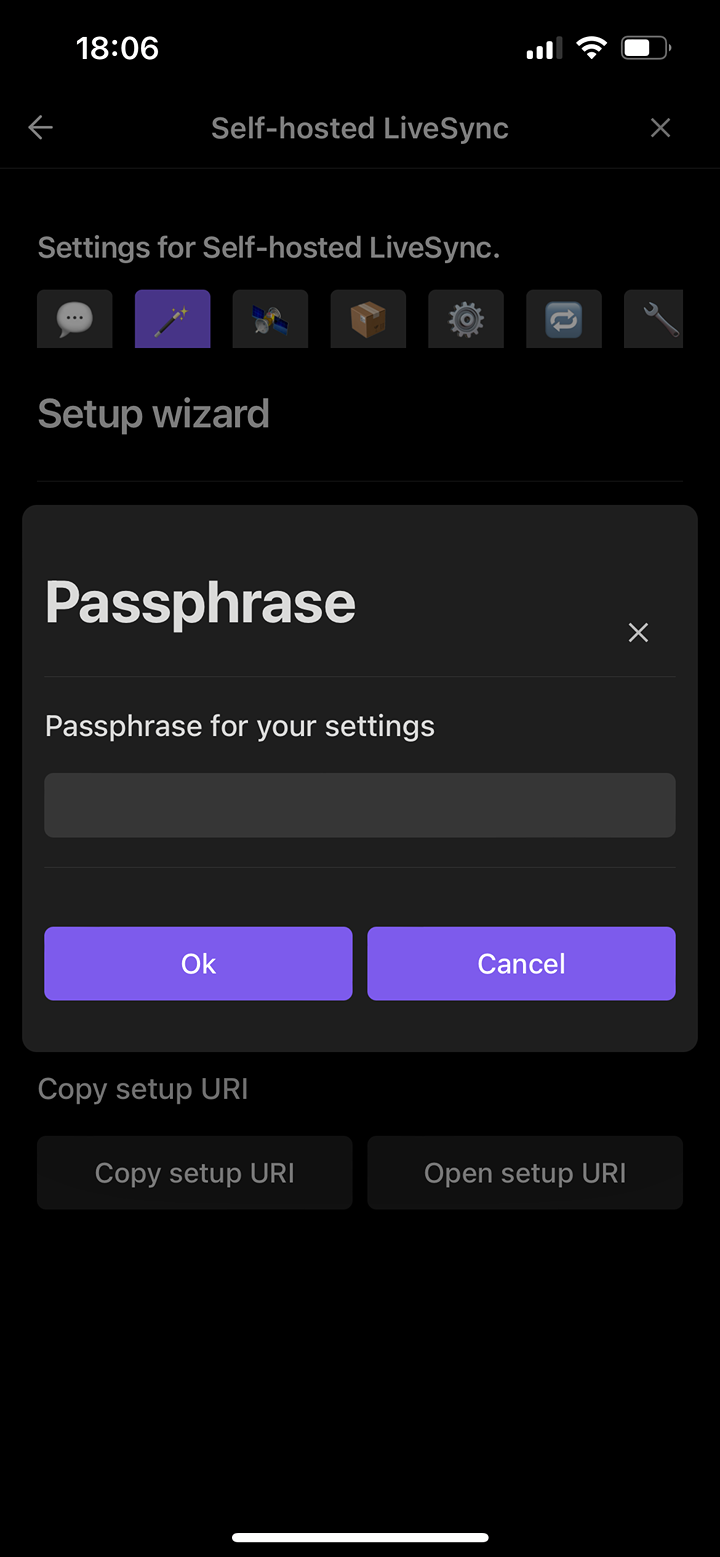 18:06
Self-hosted LiveSync
Settings for Self-hosted LiveSync.
Setup wizard
Passphrase
Passphrase for your settings
Ok
Cancel
Copy setup URI
Copy setup URI
Open setup URI